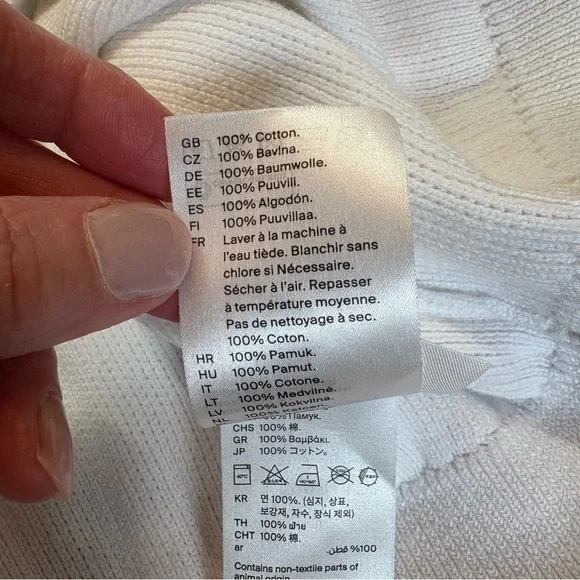 GB 100% Cotton.
CZ 100% Bavlna.
DE 100% Baumwolle.
EE 100% Puuvill.
ES 100% Algodón.
FI 100% Puuvillaa.
FR Laver à la machine à
l'eau tiède. Blanchir sans
chlore si Nécessaire.
Sécher à l'air. Repasser
à température moyenne.
Pas de nettoyage à sec.
100% Coton.
HR 100% Pamuk.
HU 100% Pamut.
IT 100% Cotone.
LT 100% Medvilnė.
LV 100% Kokvilna.
NL 100% Katoen.
100% Памук.
CHS 100% 棉.
GR 100% Βαμβάκι.
JP 100% コットン.
KR 면 100%. (심지, 상표,
보강재, 자수, 장식 제외)
TH 100% ฝ้าย
CHT 100% 棉.
ar 100% قطن.
Contains non-textile parts of
animal origin.